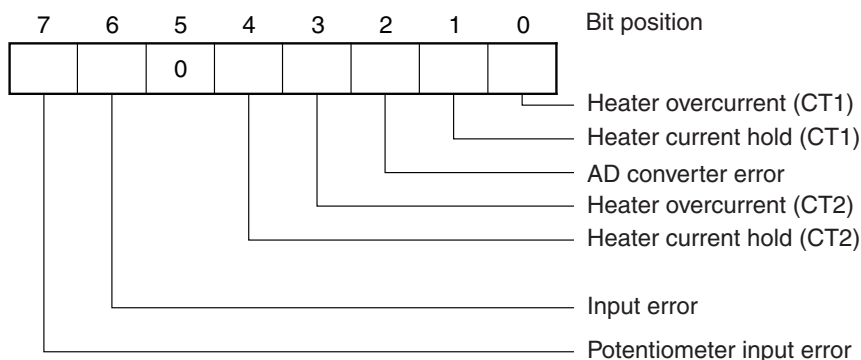 7 6 5 4 3 2 1 0 Bit position
0
Heater overcurrent (CT1)
Heater current hold (CT1)
AD converter error
Heater overcurrent (CT2)
Heater current hold (CT2)
Input error
Potentiometer input error